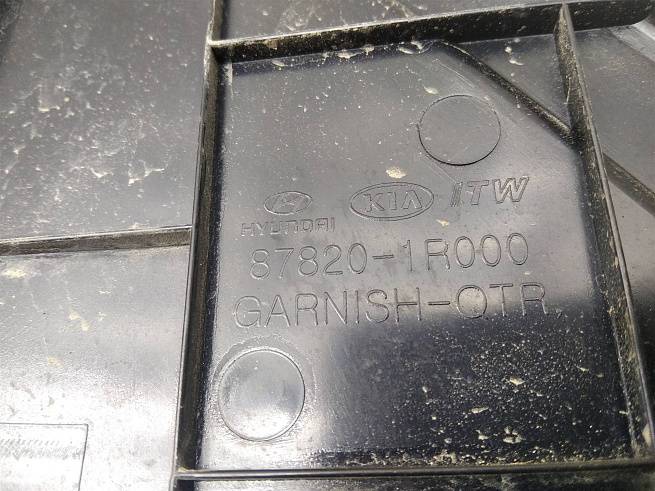 HYUNDAI KIA ITW
87820-1R000
GARNISH-QTR.